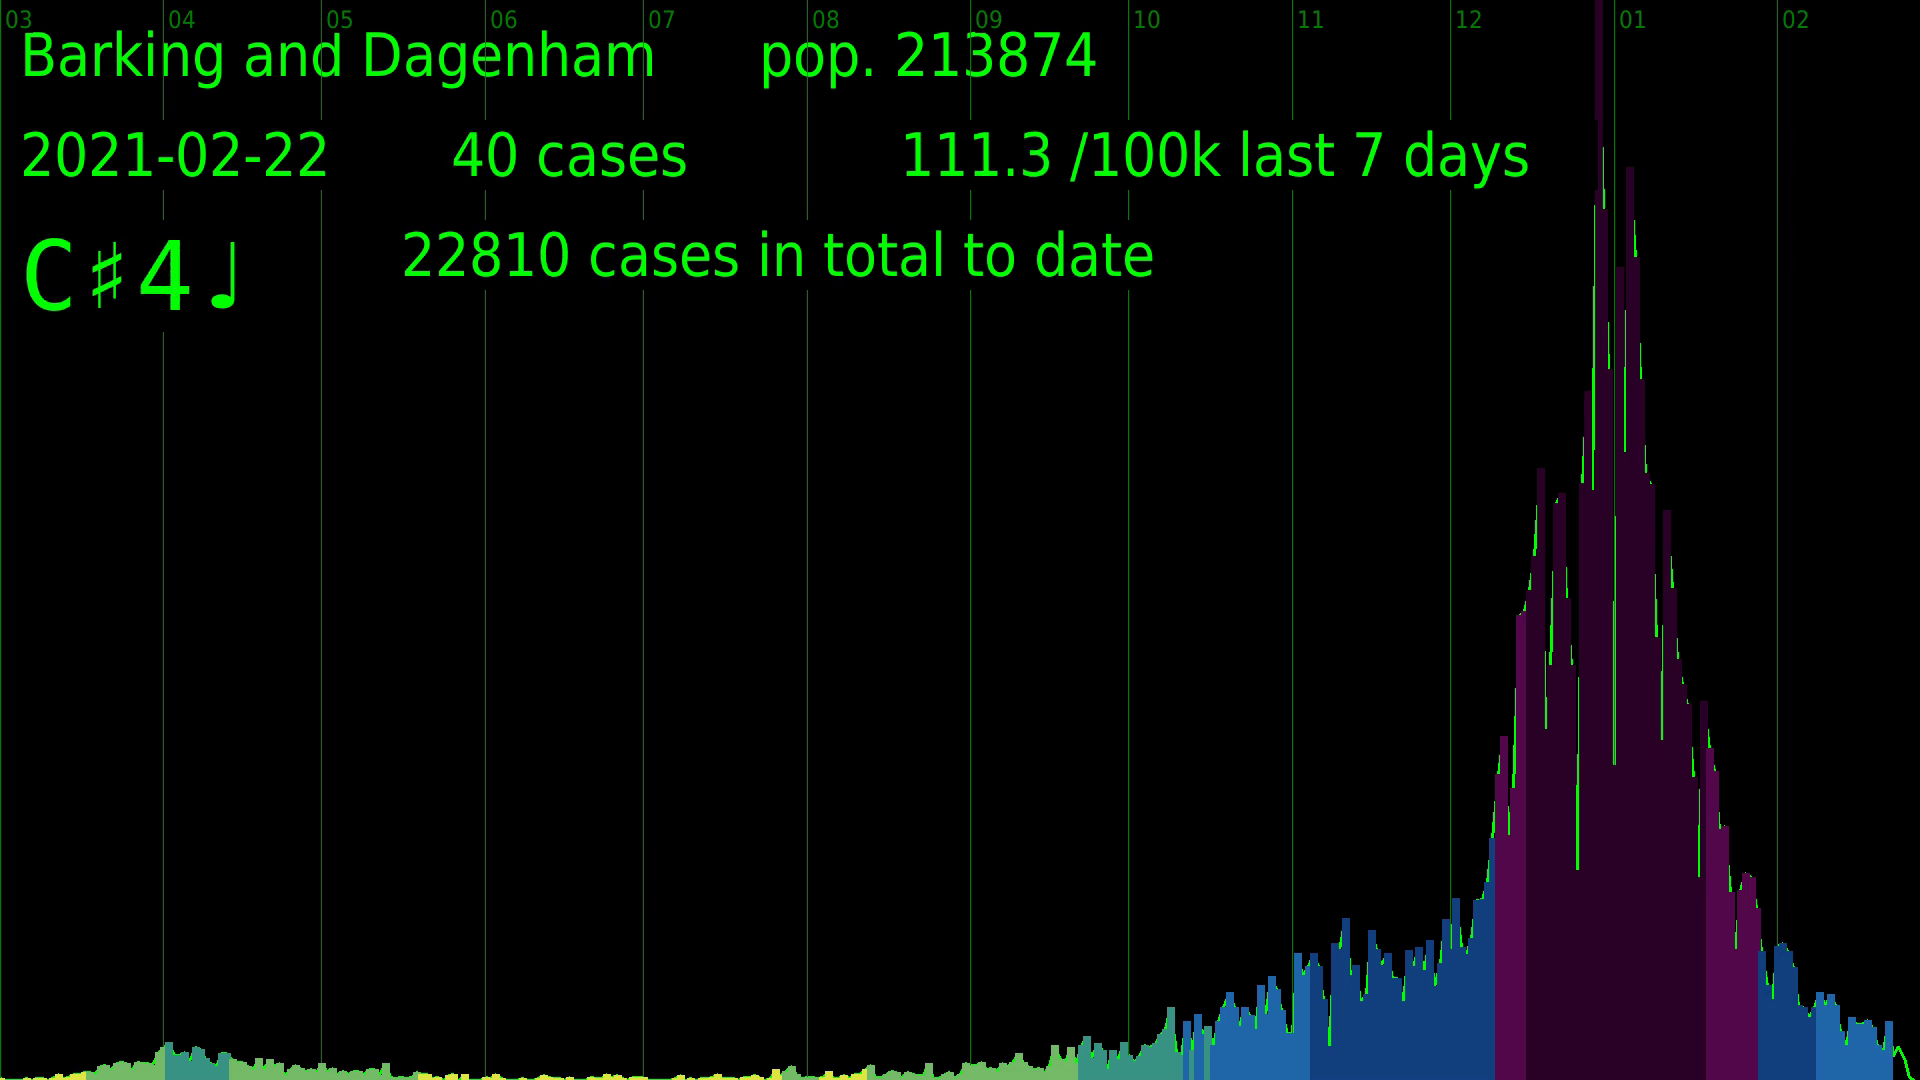 03 04 05 06 07 08 09 10 11 12 01 02
Barking and Dagenham pop. 213874
2021-02-22 40 cases 111.3 /100k last 7 days
C♯4♩ 22810 cases in total to date